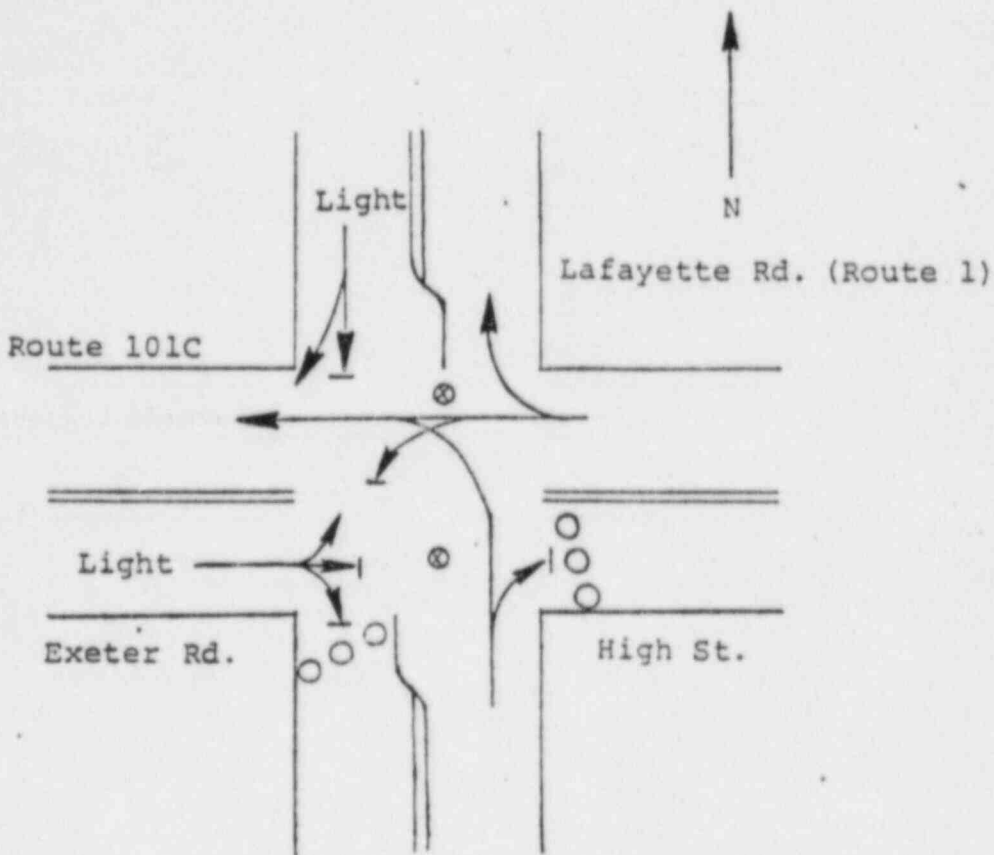 N
Light
Lafayette Rd. (Route 1)
Route 101C
Light
Exeter Rd.
High St.